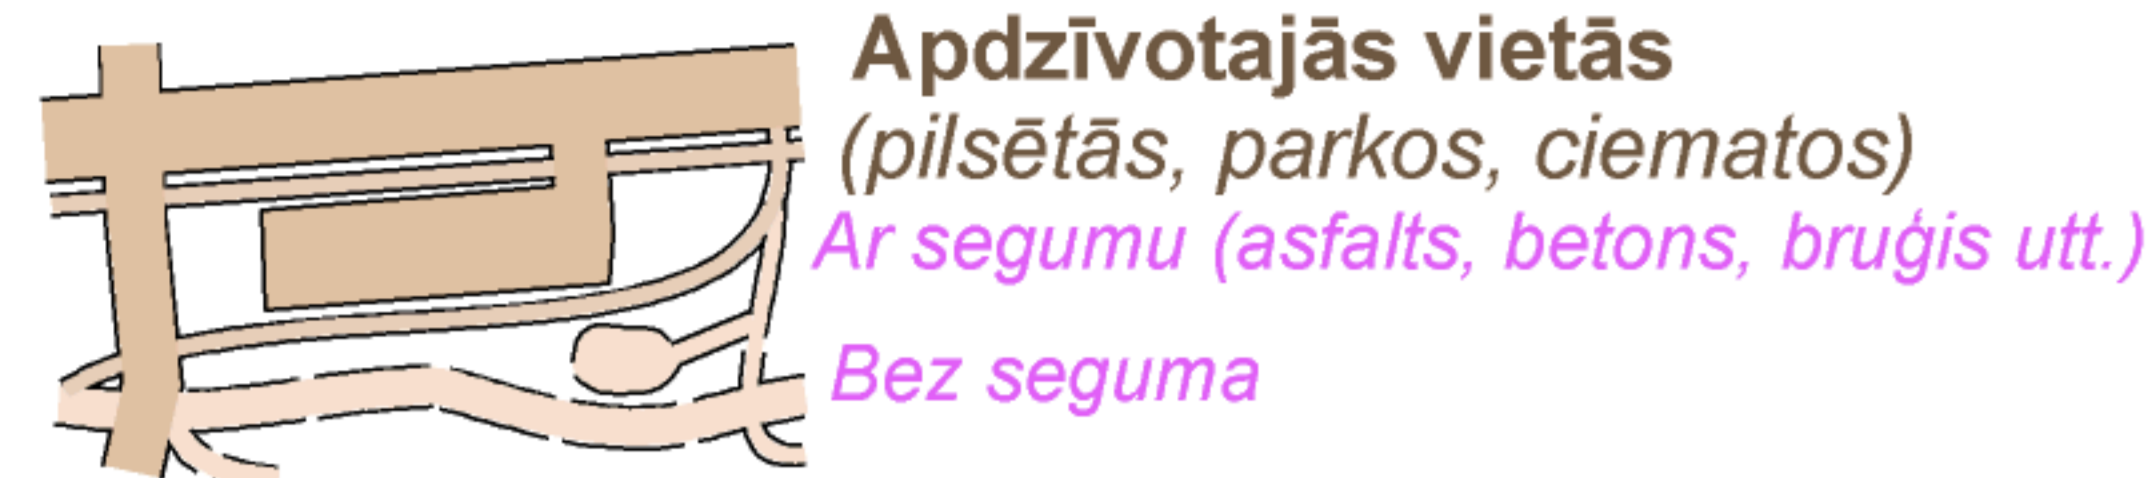 Apdzīvotajās vietās
(pilsētās, parkos, ciematos)
Ar segumu (asfalts, betons, bruģis utt.)
Bez seguma